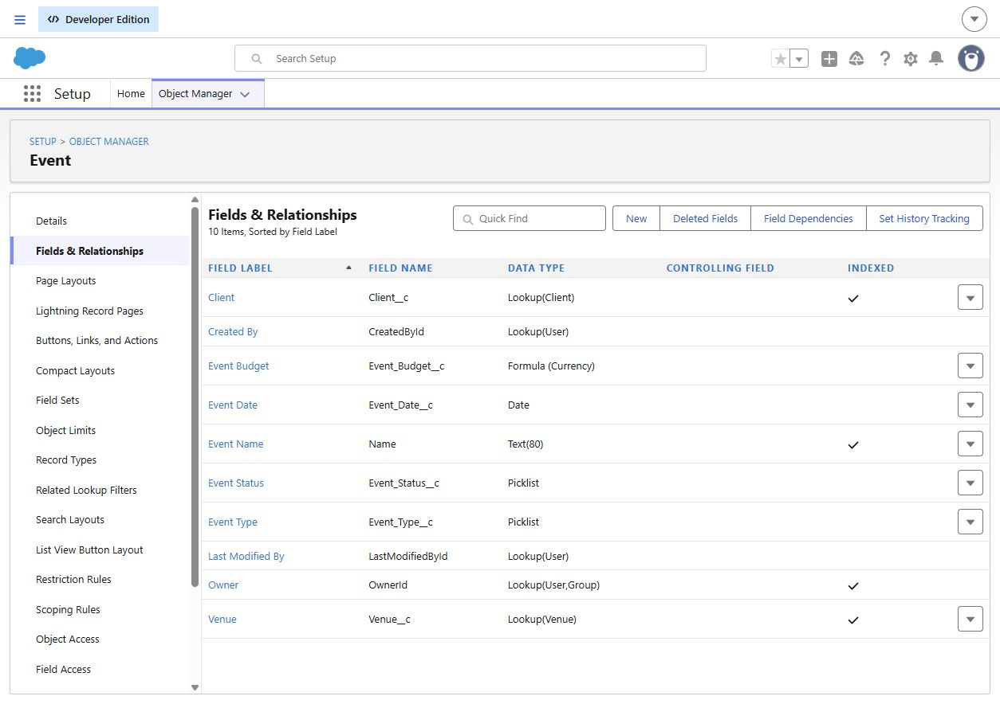 Developer Edition
Search Setup
Setup Home Object Manager
SETUP > OBJECT MANAGER
Event
Details
Fields & Relationships
Page Layouts
Lightning Record Pages
Buttons, Links, and Actions
Compact Layouts
Field Sets
Object Limits
Record Types
Related Lookup Filters
Search Layouts
List View Button Layout
Restriction Rules
Scoping Rules
Object Access
Field Access
Fields & Relationships
10 Items, Sorted by Field Label
Quick Find New Deleted Fields Field Dependencies Set History Tracking
FIELD LABEL FIELD NAME DATA TYPE CONTROLLING FIELD INDEXED
Client Client__c Lookup(Client)
Created By CreatedById Lookup(User)
Event Budget Event_Budget__c Formula (Currency)
Event Date Event_Date__c Date
Event Name Name Text(80)
Event Status Event_Status__c Picklist
Event Type Event_Type__c Picklist
Last Modified By LastModifiedById Lookup(User)
Owner OwnerId Lookup(User,Group)
Venue Venue__c Lookup(Venue)